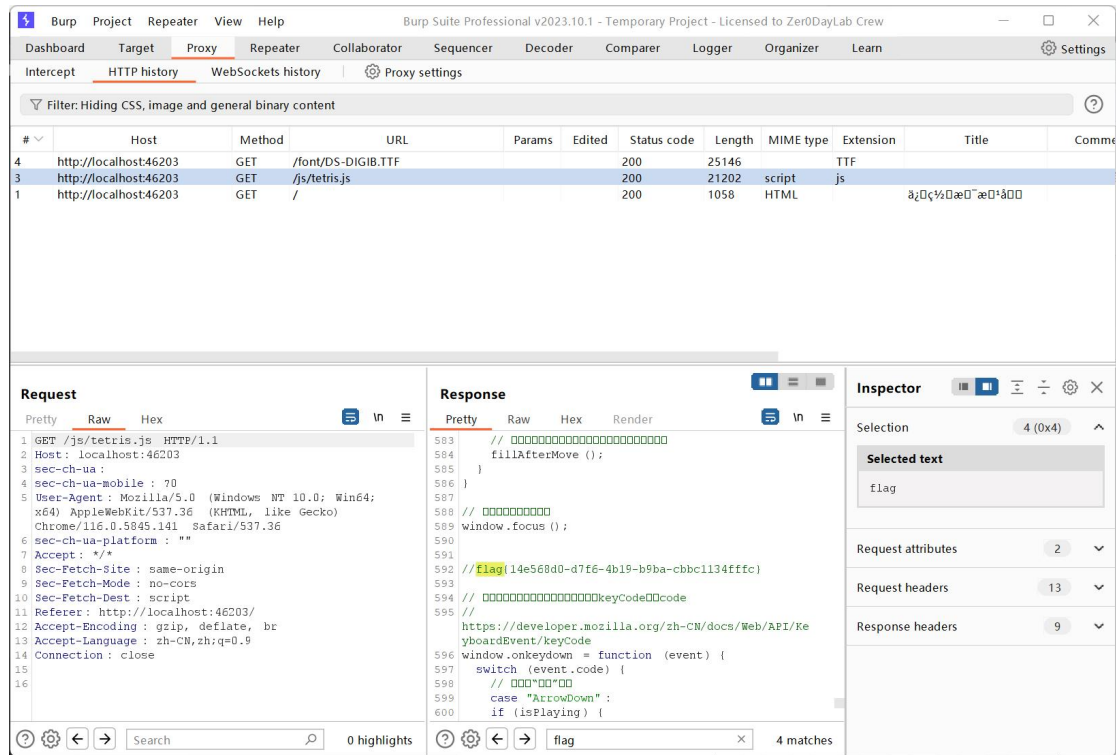 Burp Project Repeater View Help Burp Suite Professional v2023.10.1 - Temporary Project - Licensed to Zer0DayLab Crew
Dashboard Target Proxy Repeater Collaborator Sequencer Decoder Comparer Logger Organizer Learn Settings
Intercept HTTP history WebSockets history Proxy settings
Filter: Hiding CSS, image and general binary content
# Host Method URL Params Edited Status code Length MIME type Extension Title Comme
4 http://localhost:46203 GET /font/DS-DIGIB.TTF 200 25146 TTF
3 http://localhost:46203 GET /js/tetris.js 200 21202 script js
1 http://localhost:46203 GET / 200 1058 HTML
Request
Pretty Raw Hex \n
1 GET /js/tetris.js HTTP/1.1
2 Host: localhost:46203
3 sec-ch-ua:
4 sec-ch-ua-mobile: ?0
5 User-Agent: Mozilla/5.0 (Windows NT 10.0; Win64;
x64) AppleWebKit/537.36 (KHTML, like Gecko)
Chrome/116.0.5845.141 Safari/537.36
6 sec-ch-ua-platform: ""
7 Accept: */*
8 Sec-Fetch-Site: same-origin
9 Sec-Fetch-Mode: no-cors
10 Sec-Fetch-Dest: script
11 Referer: http://localhost:46203/
12 Accept-Encoding: gzip, deflate, br
13 Accept-Language: zh-CN,zh;q=0.9
14 Connection: close
15
16
Search 0 highlights
Response
Pretty Raw Hex Render \n
583 //
584 fillAfterMove();
585 }
586 }
587
588 //
589 window.focus();
590
591
592 //flag{14e568d0-d7f6-4b19-b9ba-cbbc1134fffc}
593
594 // keyCode code
595 //
https://developer.mozilla.org/zh-CN/docs/Web/API/Ke
yboardEvent/keyCode
596 window.onkeydown = function (event) {
597 switch (event.code) {
598 // “ ”
599 case "ArrowDown":
600 if (isPlaying) {
flag 4 matches
Inspector
Selection 4 (0x4)
Selected text
flag
Request attributes 2
Request headers 13
Response headers 9